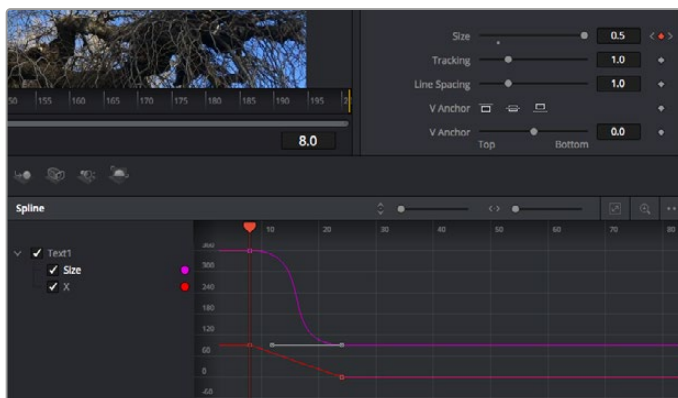 Size 0.5
Tracking 1.0
Line Spacing 1.0
V Anchor
V Anchor 0.0
Top Bottom
50 155 160 165 170 175 180 185 190 195
8.0
Spline
10 20 30 40 50 60 70 80
Text1
Size
X
300
240
180
120
60
0
-60